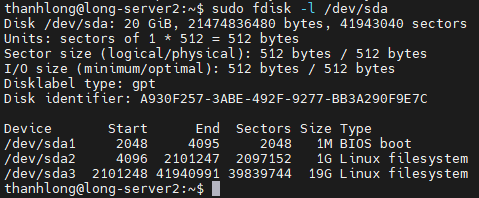 thanhlong@long-server2:~$ sudo fdisk -l /dev/sda
Disk /dev/sda: 20 GiB, 21474836480 bytes, 41943040 sectors
Units: sectors of 1 * 512 = 512 bytes
Sector size (logical/physical): 512 bytes / 512 bytes
I/O size (minimum/optimal): 512 bytes / 512 bytes
Disklabel type: gpt
Disk identifier: A930F257-3ABE-492F-9277-BB3A290F9E7C

Device       Start      End  Sectors Size Type
/dev/sda1     2048     4095     2048   1M BIOS boot
/dev/sda2     4096  2101247  2097152   1G Linux filesystem
/dev/sda3  2101248 41940991 39839744  19G Linux filesystem
thanhlong@long-server2:~$